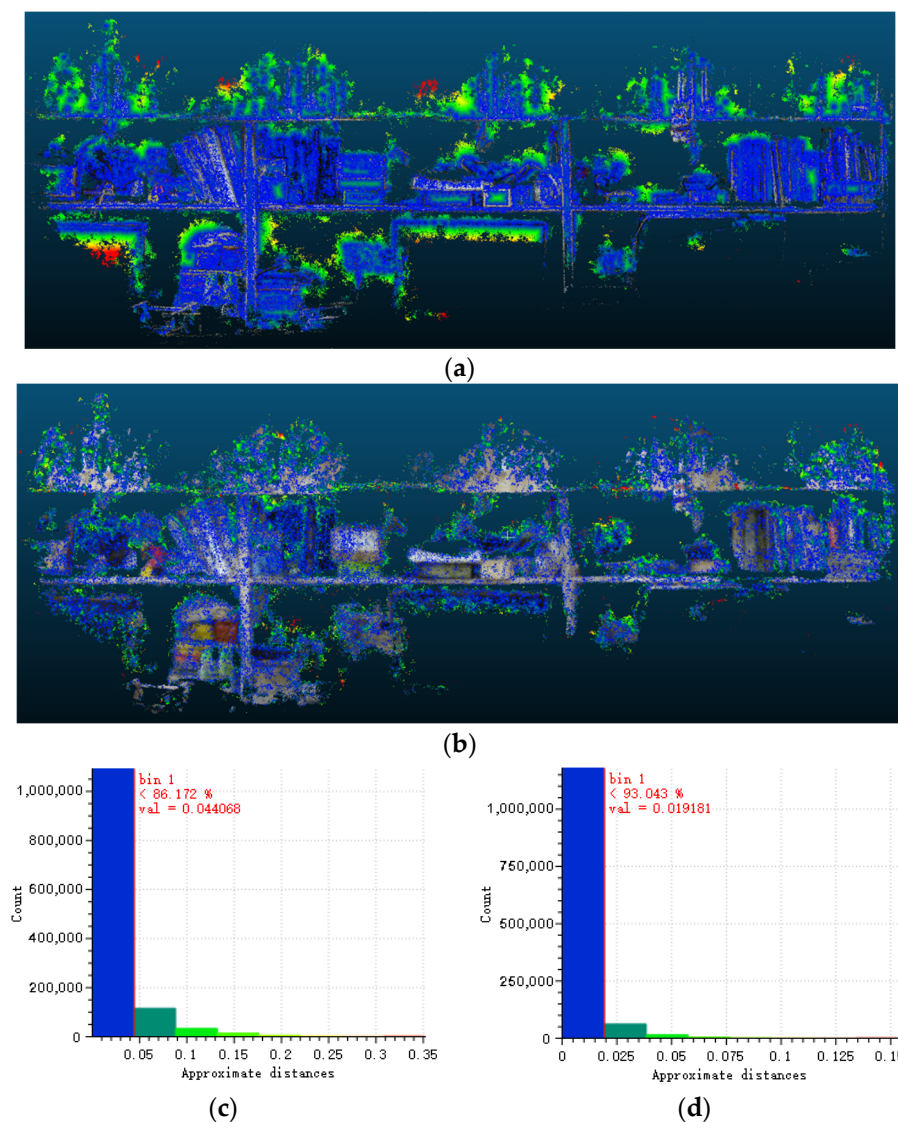 (a)
(b)
bin 1
< 86.172 %
val = 0.044068
1,000,000
800,000
600,000
400,000
200,000
0
Count
0.05 0.1 0.15 0.2 0.25 0.3 0.35
Approximate distances
(c)
bin 1
< 93.043 %
val = 0.019181
1,000,000
750,000
500,000
250,000
0
Count
0 0.025 0.05 0.075 0.1 0.125 0.15
Approximate distances
(d)